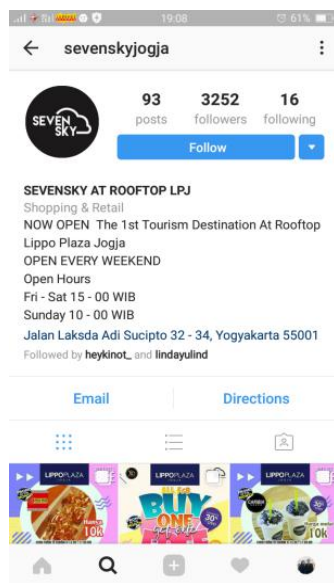 19:08
61%
sevenskyjogja
SEVEN
SKY
93
3252
16
posts
followers
following
Follow
SEVENSKY AT ROOFTOP LPJ
Shopping & Retail
NOW OPEN The 1st Tourism Destination At Rooftop
Lippo Plaza Jogja
OPEN EVERY WEEKEND
Open Hours
Fri - Sat 15 - 00 WIB
Sunday 10 - 00 WIB
Jalan Laksda Adi Sucipto 32 - 34, Yogyakarta 55001
Followed by heykinot_ and lindayulind
Email
Directions
LIPPO PLAZA
LIPPO PLAZA
LIPPO PLAZA
BUY
ONE
30%
10k
10k